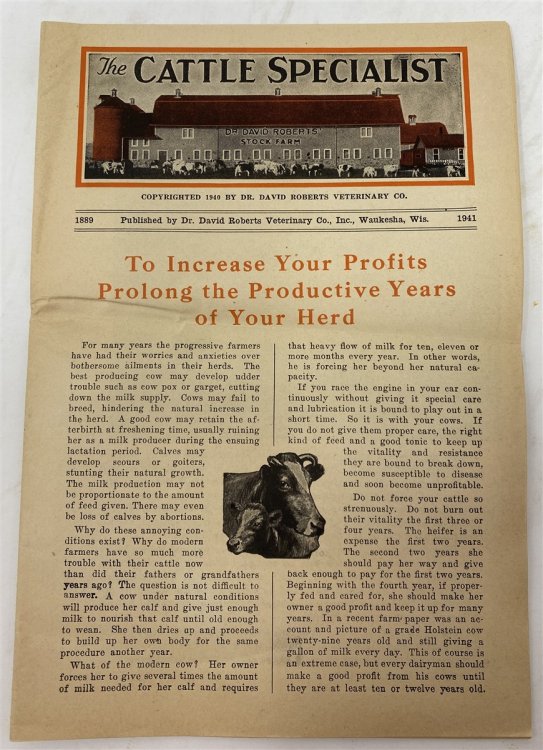 The CATTLE SPECIALIST
DR. DAVID ROBERTS'
STOCK FARM
COPYRIGHTED 1940 BY DR. DAVID ROBERTS VETERINARY CO.
1889 Published by Dr. David Roberts Veterinary Co., Inc., Waukesha, Wis. 1941
To Increase Your Profits
Prolong the Productive Years
of Your Herd
For many years the progressive farmers
have had their worries and anxieties over
bothersome ailments in their herds. The
best producing cow may develop udder
trouble such as cow pox or garget, cutting
down the milk supply. Cows may fail to
breed, hindering the natural increase in
the herd. A good cow may retain the af-
terbirth at freshening time, usually ruining
her as a milk producer during the ensuing
lactation period. Calves may
develop scours or goiters,
stunting their natural growth.
The milk production may not
be proportionate to the amount
of feed given. There may even
be loss of calves by abortions.
Why do these annoying con-
ditions exist? Why do modern
farmers have so much more
trouble with their cattle now
than did their fathers or grandfathers
years ago? The question is not difficult to
answer. A cow under natural conditions
will produce her calf and give just enough
milk to nourish that calf until old enough
to wean. She then dries up and proceeds
to build up her own body for the same
procedure another year.
What of the modern cow? Her owner
forces her to give several times the amount
of milk needed for her calf and requires
that heavy flow of milk for ten, eleven or
more months every year. In other words,
he is forcing her beyond her natural ca-
pacity.
If you race the engine in your car con-
tinuously without giving it special care
and lubrication it is bound to play out in a
short time. So it is with your cows. If
you do not give them proper care, the right
kind of feed and a good tonic to keep up
the vitality and resistance
they are bound to break down,
become susceptible to disease
and soon become unprofitable.
Do not force your cattle so
strenuously. Do not burn out
their vitality the first three or
four years. The heifer is an
expense the first two years.
The second two years she
should pay her way and give
back enough to pay for the first two years.
Beginning with the fourth year, if proper-
ly fed and cared for, she should make her
owner a good profit and keep it up for many
years. In a recent farm paper was an ac-
count and picture of a grade Holstein cow
twenty-nine years old and still giving a
gallon of milk every day. This of course is
an extreme case, but every dairyman should
make a good profit from his cows until
they are at least ten or twelve years old.